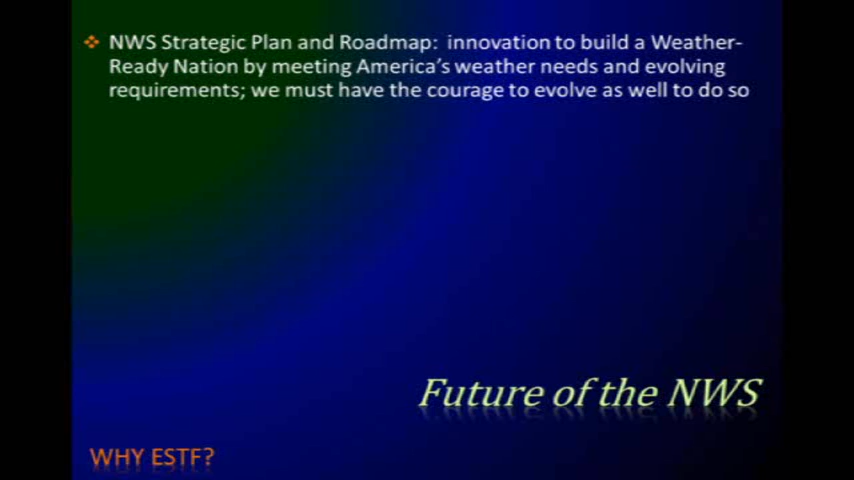 NWS Strategic Plan and Roadmap: innovation to build a Weather-
Ready Nation by meeting America's weather needs and evolving
requirements; we must have the courage to evolve as well to do so
Future of the NWS
WHY ESTF?